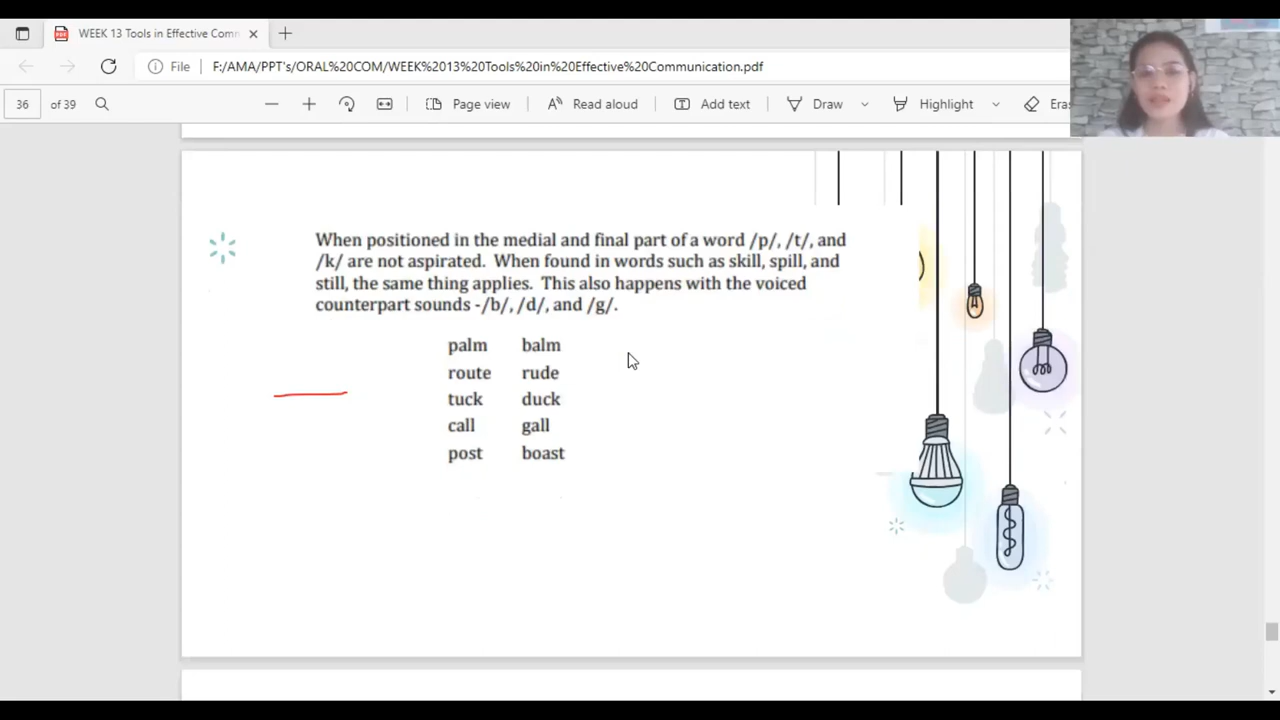 WEEK 13 Tools in Effective Comm
File F:/AMA/PPT's/ORAL%20COM/WEEK%2013%20Tools%20in%20Effective%20Communication.pdf
36 of 39 Page view Read aloud Add text Draw Highlight Eras
When positioned in the medial and final part of a word /p/, /t/, and
/k/ are not aspirated. When found in words such as skill, spill, and
still, the same thing applies. This also happens with the voiced
counterpart sounds -/b/, /d/, and /g/.
palm balm
route rude
tuck duck
call gall
post boast